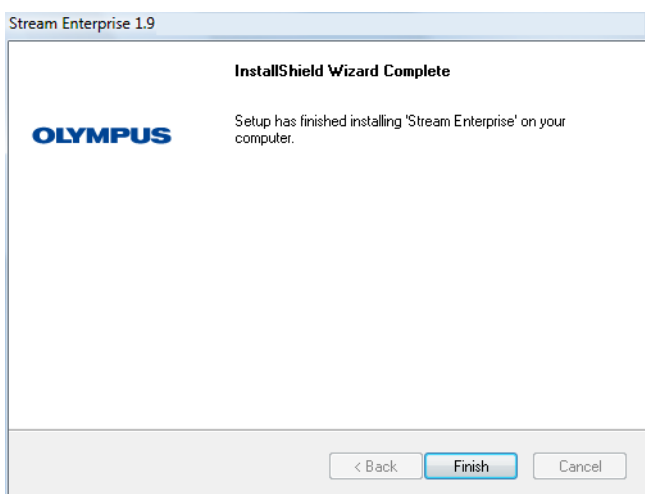 Stream Enterprise 1.9
InstallShield Wizard Complete
OLYMPUS
Setup has finished installing 'Stream Enterprise' on your
computer.
< Back
Finish
Cancel